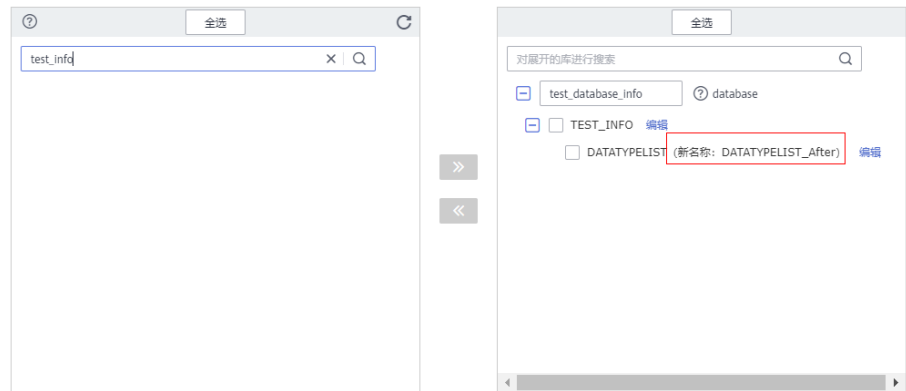 全选
test_info
全选
对展开的库进行搜索
test_database_info database
TEST_INFO 编辑
DATATYPELIST (新名称: DATATYPELIST_After) 编辑